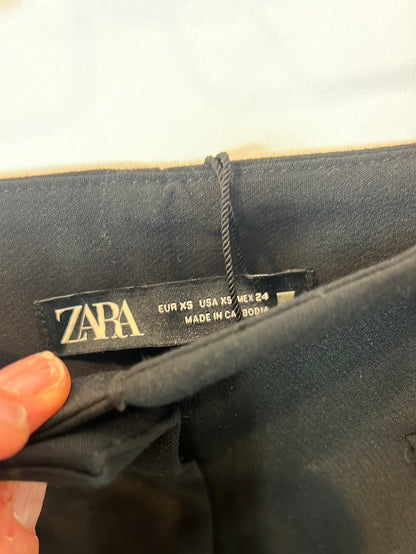 ZARA
EUR XS USA XS MEX 24
MADE IN CAMBODIA